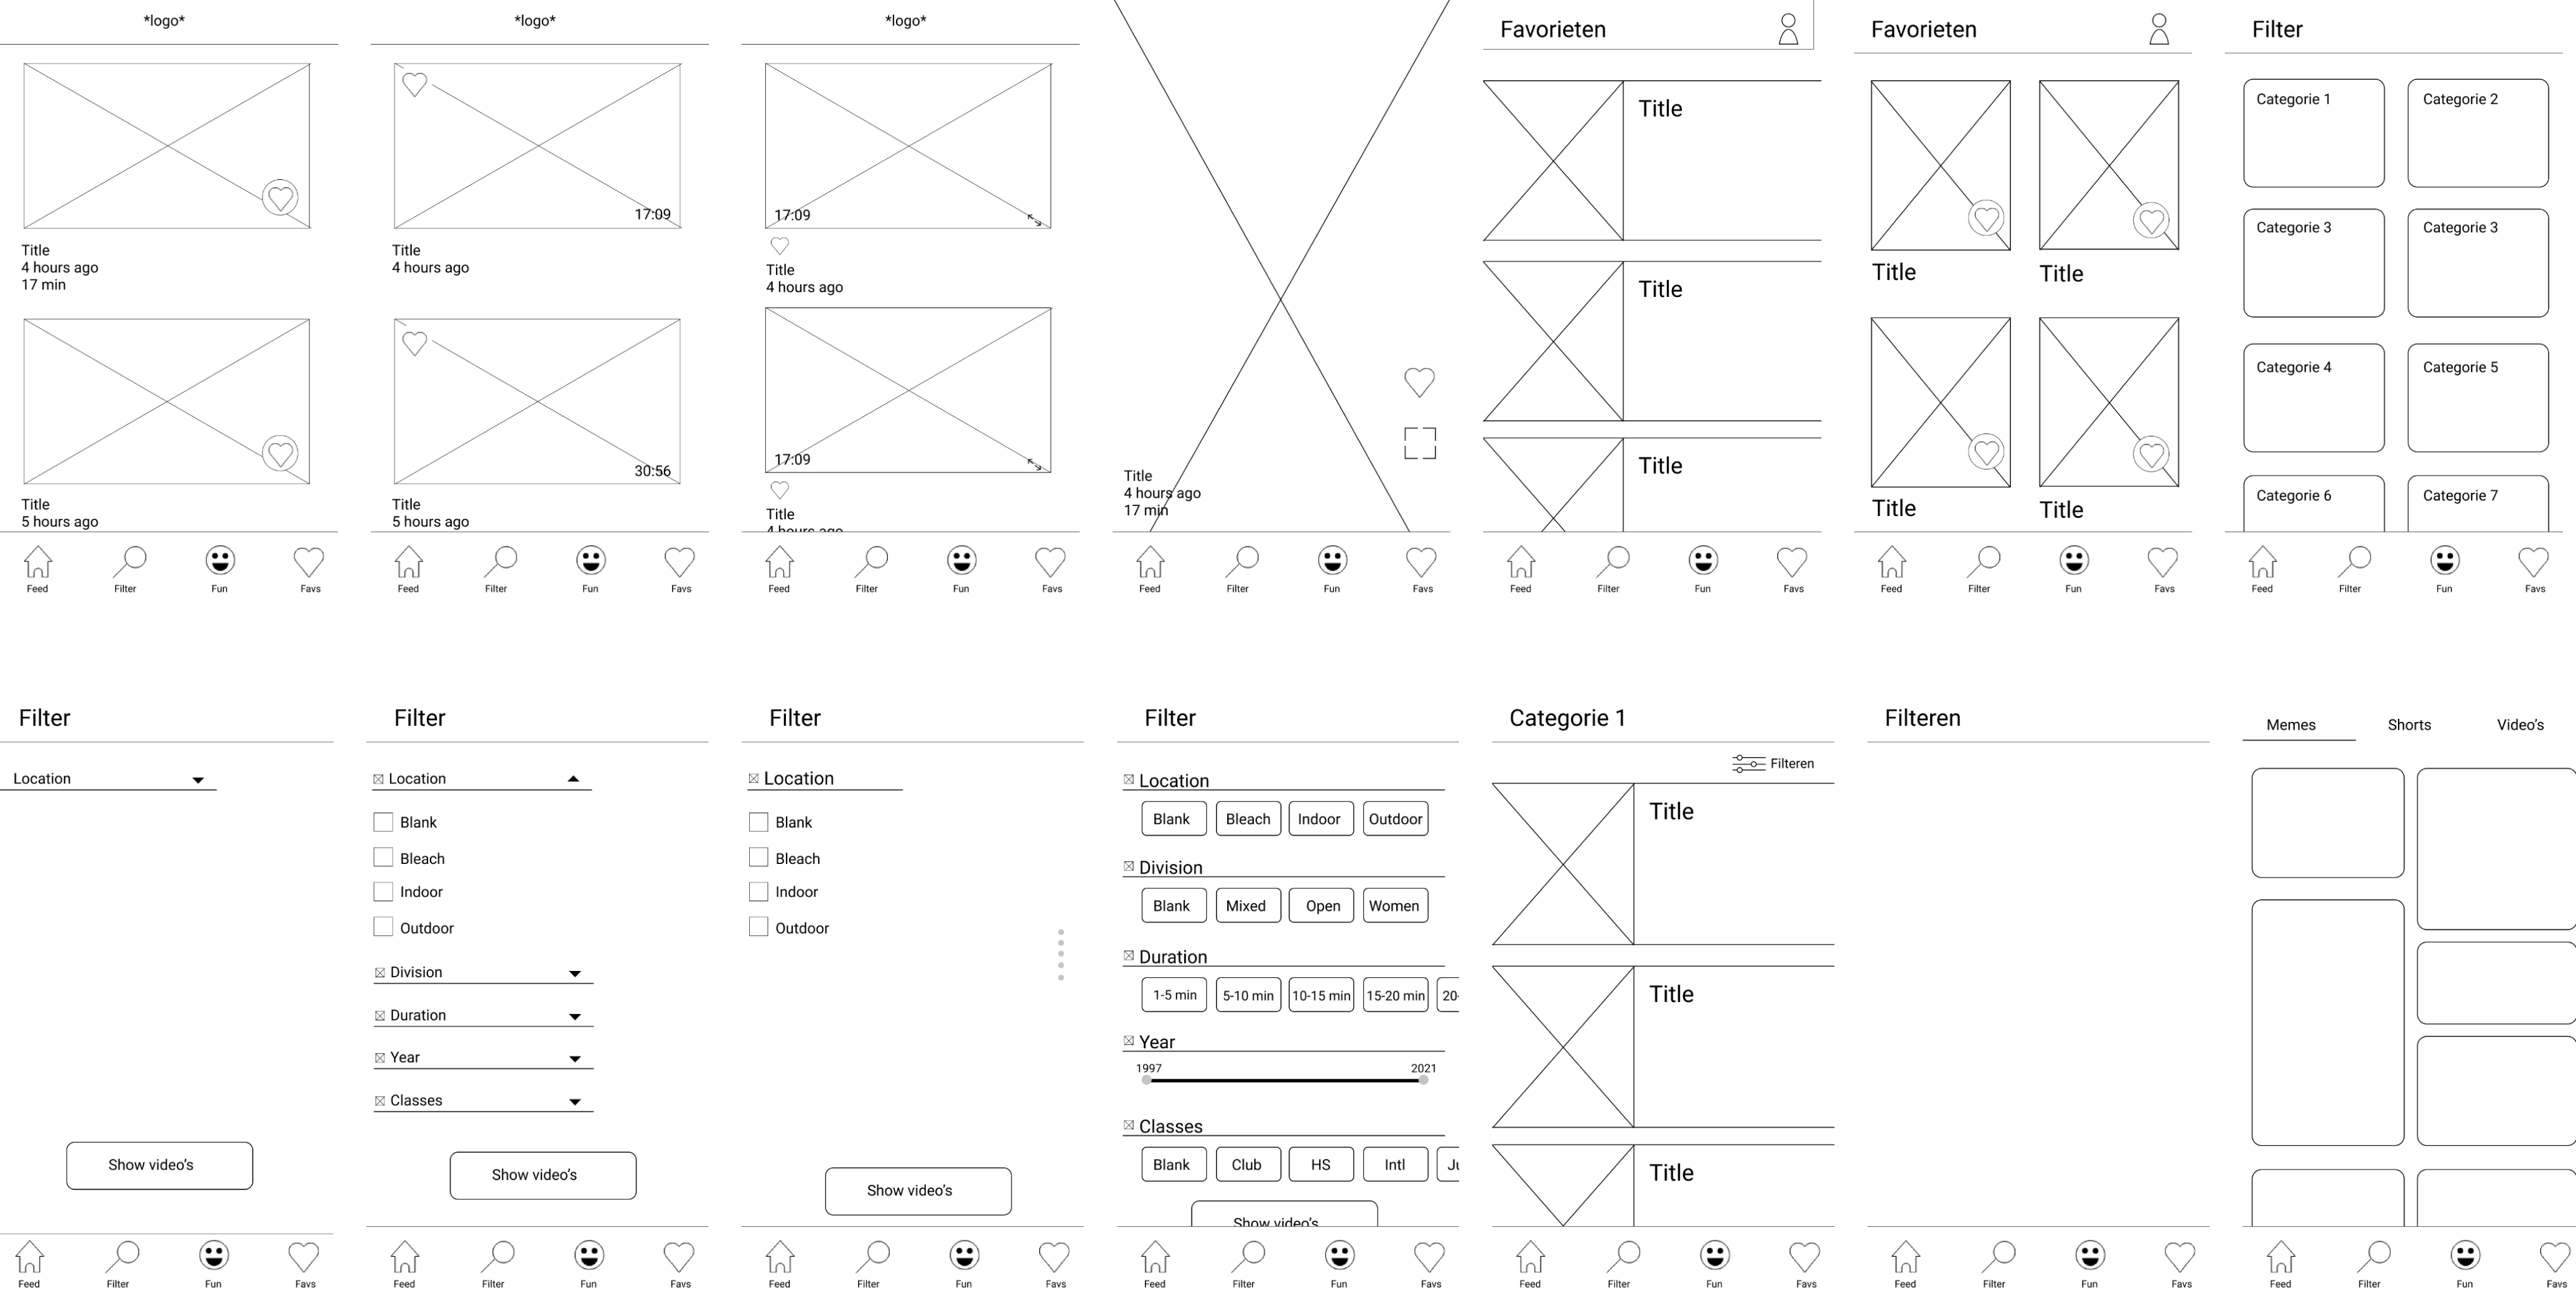 *logo*
17:09
Title
4 hours ago
17 min
Title
5 hours ago
Feed
Filter
Fun
Favs
*logo*
17:09
Title
4 hours ago
30:56
Title
5 hours ago
Feed
Filter
Fun
Favs
*logo*
17:09
Title
4 hours ago
17:09
Title
4 hours ago
Feed
Filter
Fun
Favs
Title
4 hours ago
17 min
Feed
Filter
Fun
Favs
Favorieten
Title
Title
Title
Feed
Filter
Fun
Favs
Favorieten
Title
Title
Title
Title
Feed
Filter
Fun
Favs
Filter
Categorie 1
Categorie 2
Categorie 3
Categorie 3
Categorie 4
Categorie 5
Categorie 6
Categorie 7
Feed
Filter
Fun
Favs
Filter
Location
Show video's
Feed
Filter
Fun
Favs
Filter
Location
Blank
Bleach
Indoor
Outdoor
Division
Duration
Year
Classes
Show video's
Feed
Filter
Fun
Favs
Filter
Location
Blank
Bleach
Indoor
Outdoor
Show video's
Feed
Filter
Fun
Favs
Filter
Location
Blank Bleach Indoor Outdoor
Division
Blank Mixed Open Women
Duration
1-5 min 5-10 min 10-15 min 15-20 min 20-
Year
1997 2021
Classes
Blank Club HS Intl
Show video's
Feed
Filter
Fun
Favs
Categorie 1
Filteren
Title
Title
Title
Feed
Filter
Fun
Favs
Filteren
Feed
Filter
Fun
Favs
Memes Shorts Video's
Feed
Filter
Fun
Favs